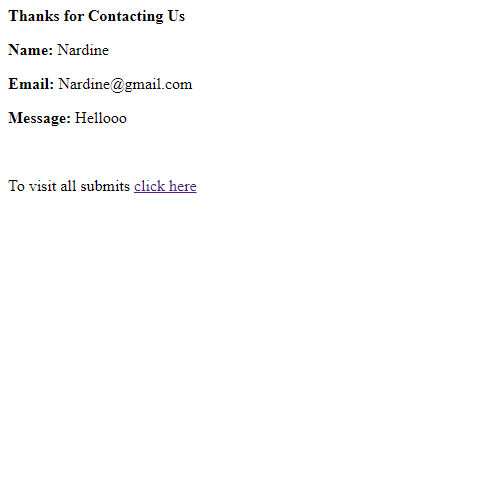 Thanks for Contacting Us
Name: Nardine
Email: Nardine@gmail.com
Message: Hellooo
To visit all submits click here